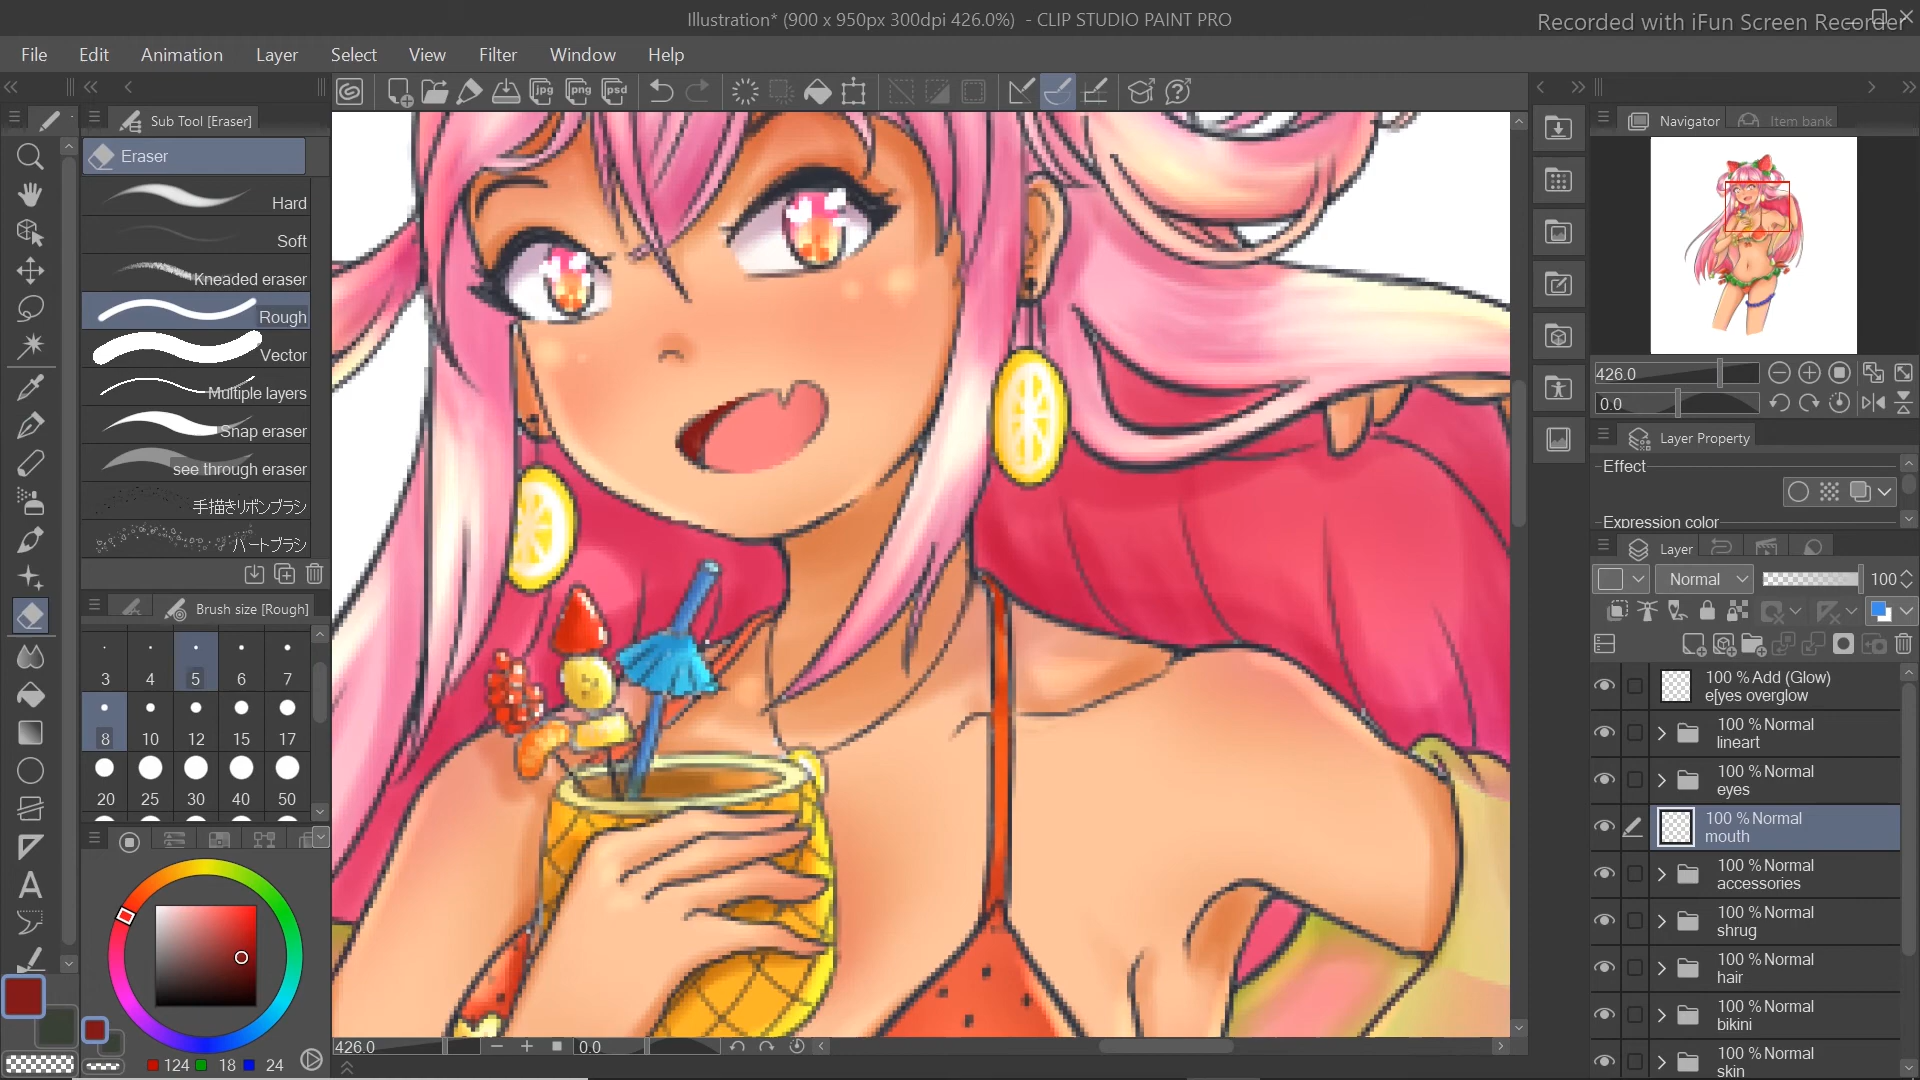 Illustration* (900 x 950px 300dpi 426.0%) - CLIP STUDIO PAINT PRO
Recorded with iFun Screen Recorder
File Edit Animation Layer Select View Filter Window Help
jpg png psd
Sub Tool [Eraser]
Eraser
Hard
Soft
Kneaded eraser
Rough
Vector
Multiple layers
Snap eraser
see through eraser
手描きリボンブラシ
ハートブラシ
Brush size [Rough]
3 4 5 6 7
8 10 12 15 17
20 25 30 40 50
124 18 24
426.0 0.0
Navigator Item bank
426.0
0.0
Layer Property
Effect
Expression color
Layer
Normal 100
100 % Add (Glow)
e[yes overglow
100 % Normal
lineart
100 % Normal
eyes
100 % Normal
mouth
100 % Normal
accessories
100 % Normal
shrug
100 % Normal
hair
100 % Normal
bikini
100 % Normal
skin